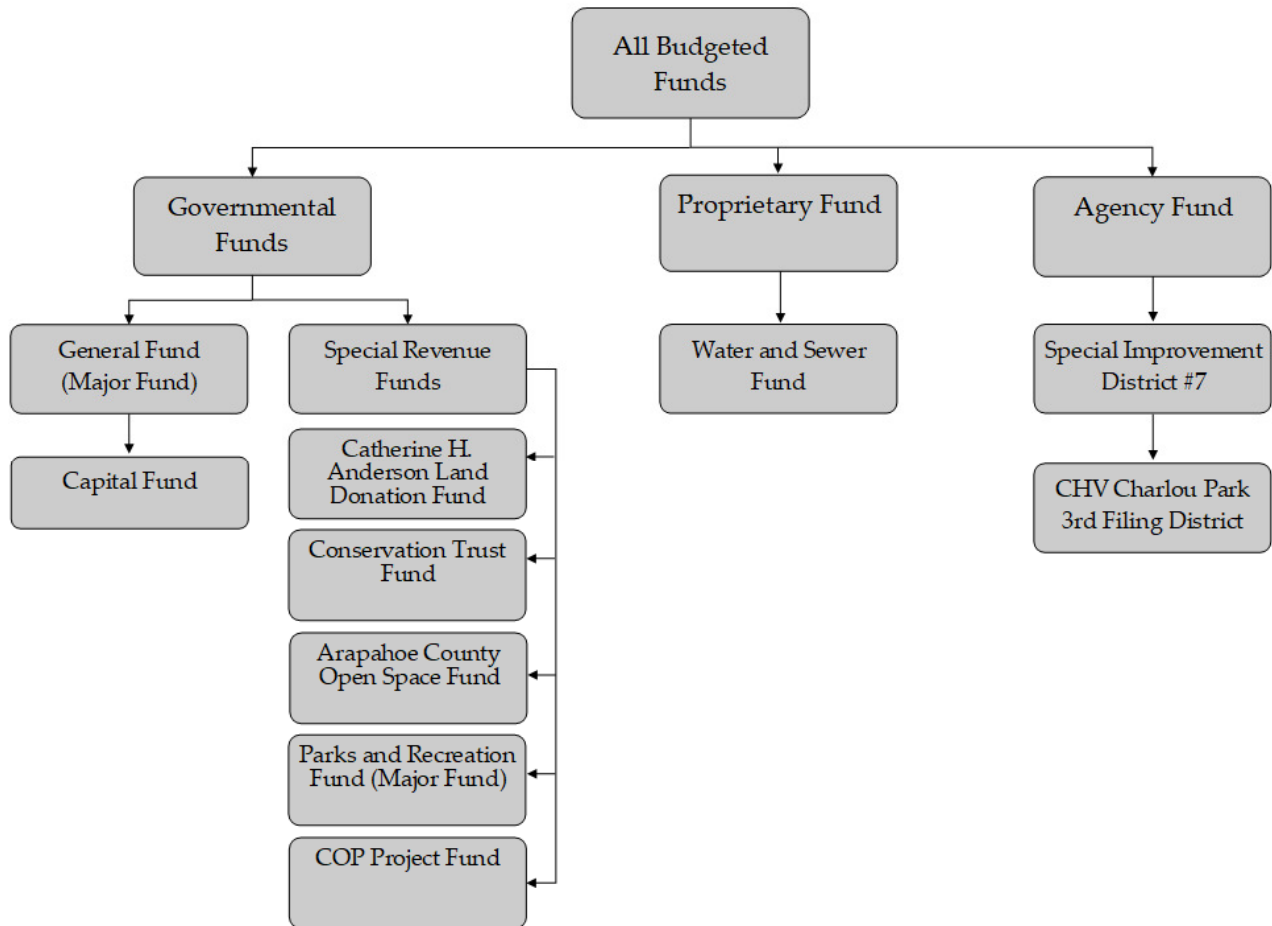 All Budgeted
Funds
Governmental
Funds
Proprietary Fund
Agency Fund
General Fund
(Major Fund)
Special Revenue
Funds
Water and Sewer
Fund
Special Improvement
District #7
Capital Fund
Catherine H.
Anderson Land
Donation Fund
CHV Charlou Park
3rd Filing District
Conservation Trust
Fund
Arapahoe County
Open Space Fund
Parks and Recreation
Fund (Major Fund)
COP Project Fund